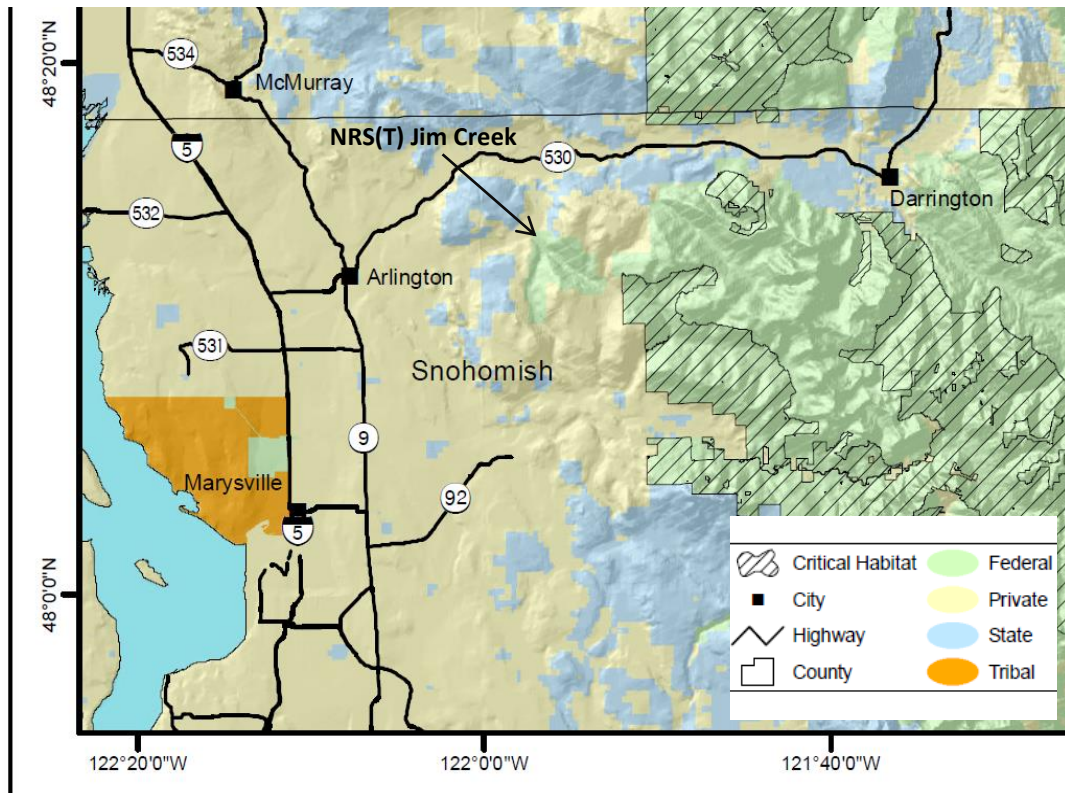 48°20'0"N
48°0'0"N
534
McMurray
NRS(T) Jim Creek
5
530
532
Darrington
Arlington
531
Snohomish
9
Marysville
92
5
Critical Habitat
Federal
City
Private
Highway
State
County
Tribal
122°20'0"W
122°0'0"W
121°40'0"W